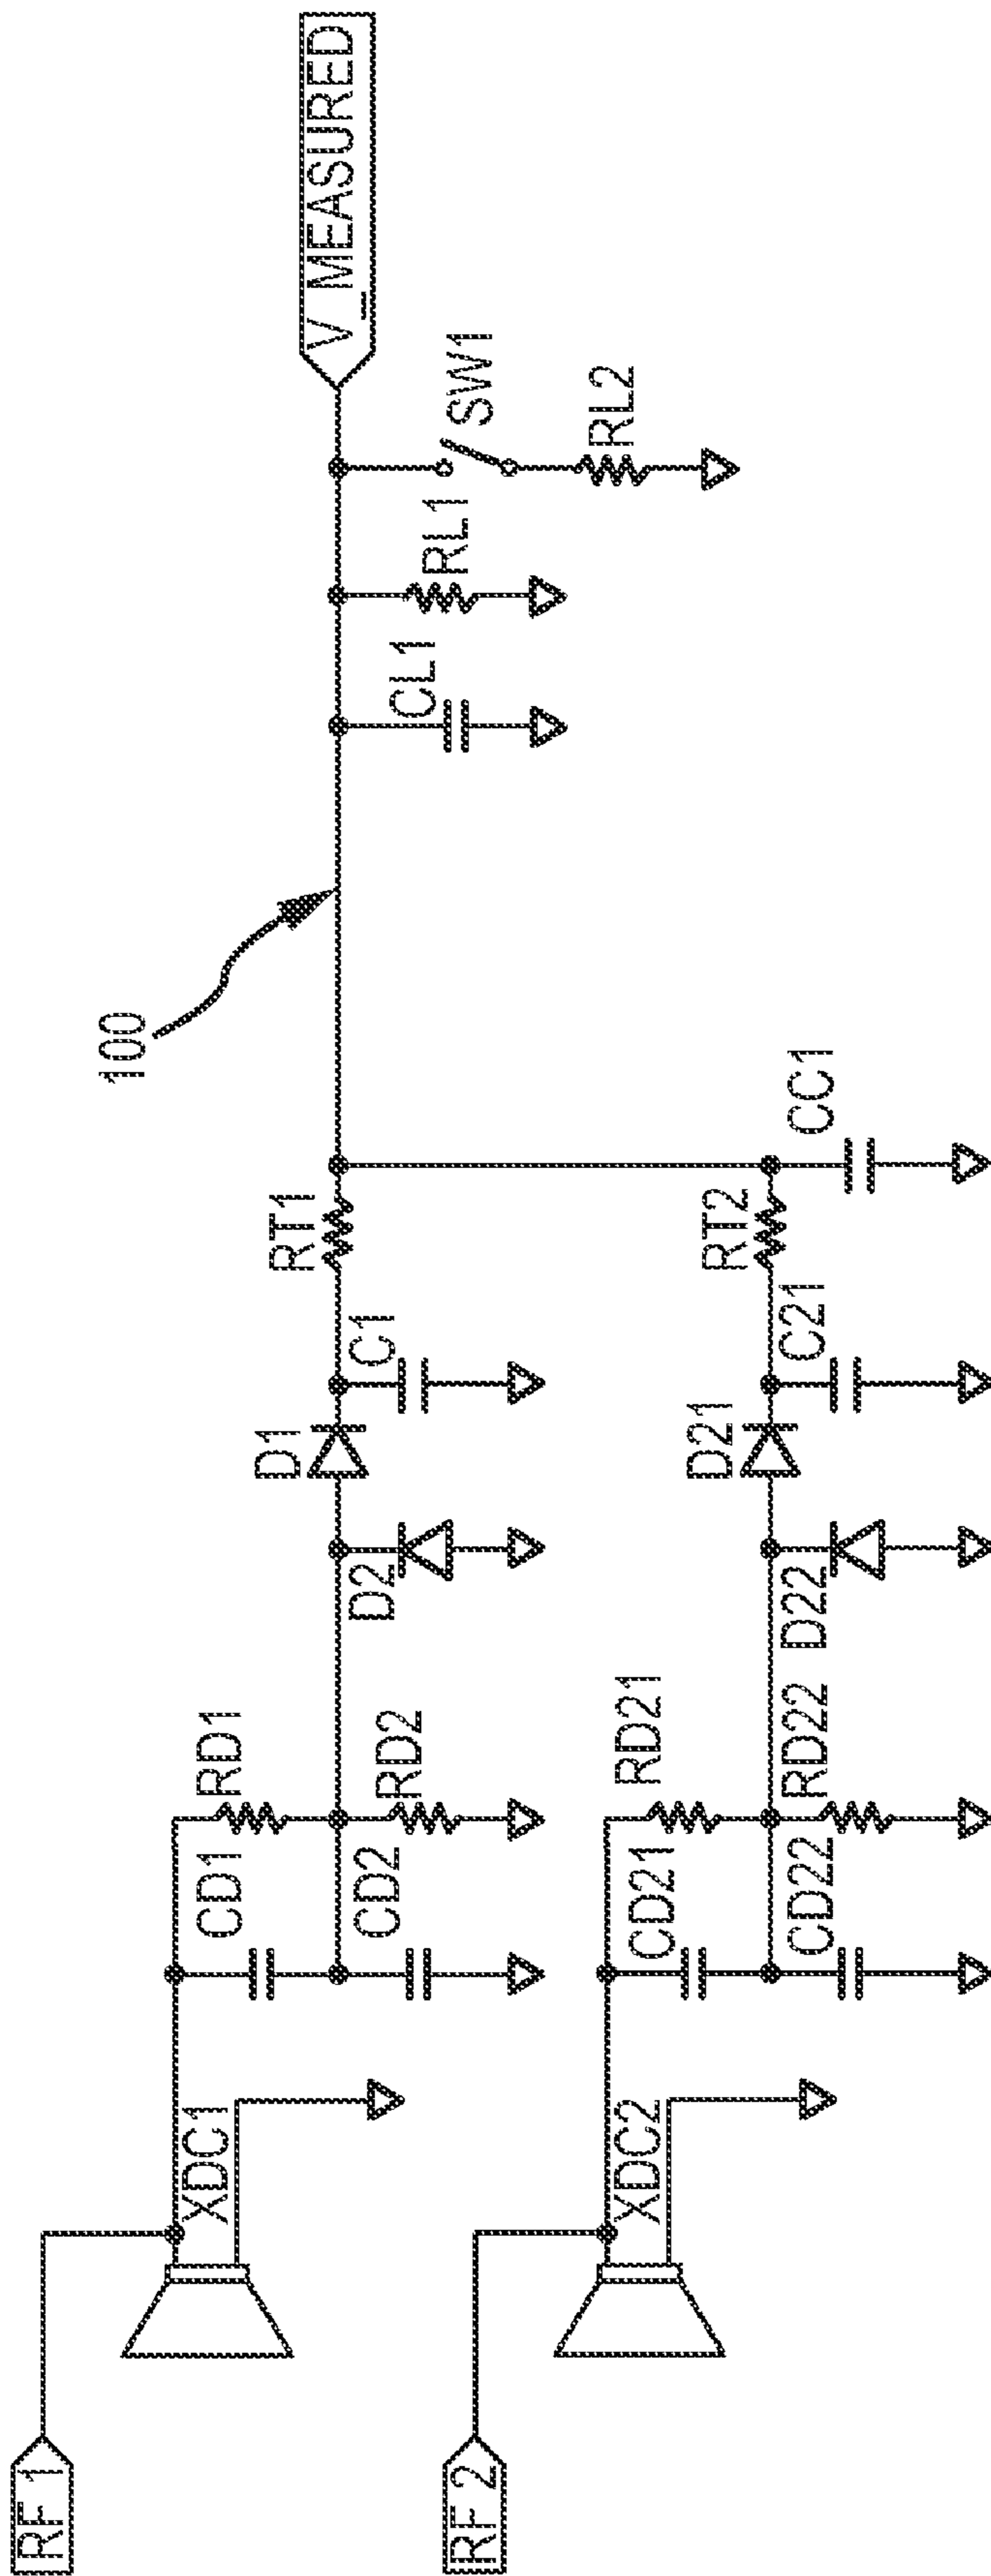 RF 1
XDC1
CD1
RD1
CD2
RD2
D2
D1
C1
RT1
100
CL1
RL1
SW1
RL2
V_MEASURED
RF 2
XDC2
CD21
RD21
CD22
RD22
D22
D21
C21
RT2
CC1